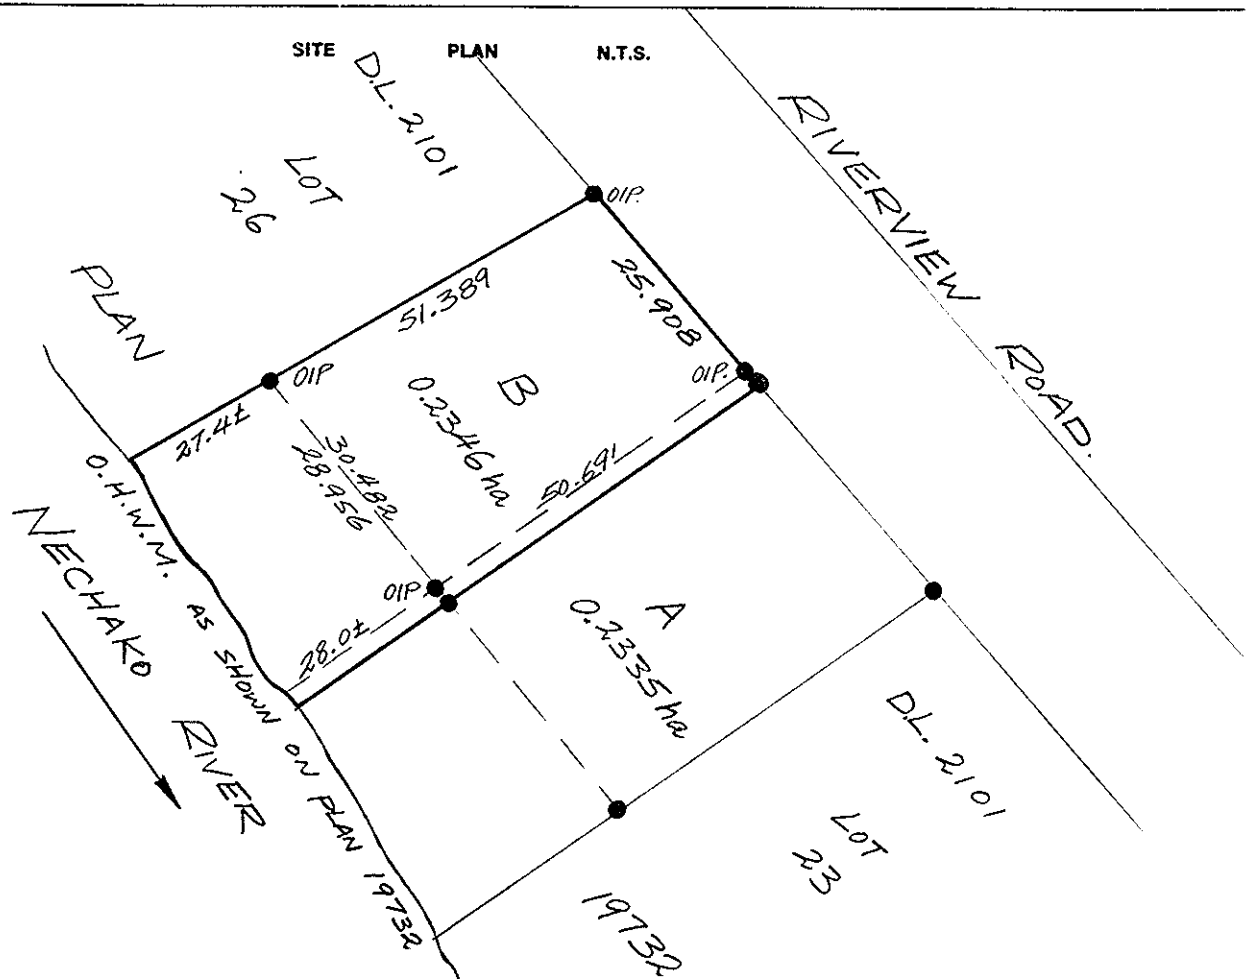 SITE PLAN N.T.S.
D.L. 2101
LOT
26
PLAN
RIVERVIEW ROAD.
OIP.
51.389
25.908
OIP
OIP.
27.4±
B
0.2346 ha
30.482
28.956
50.691
O.H.W.M. AS SHOWN ON PLAN 19732
NECHAKO RIVER
OIP
28.0±
A
0.2335 ha
D.L. 2101
LOT
23
19732